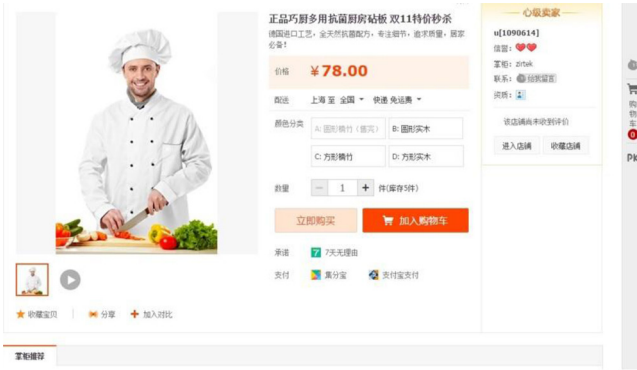 正品巧厨多用抗菌厨房砧板 双11特价秒杀
德国进口工艺，全天然抗菌配方，专注细节，追求质量，居家
必备！
价格 ¥78.00
配送 上海 至 全国 快递 免运费
颜色分类 A: 圆形楠竹（售完） B: 圆形实木
C: 方形楠竹 D: 方形实木
数量 1 件(库存5件)
立即购买 加入购物车
承诺 7天无理由
支付 集分宝 支付宝支付
收藏宝贝 分享 加入对比
掌柜推荐
心级卖家
u[1090614]
信誉：
掌柜：zirtek
联系：给我留言
资质：
该店铺尚未收到评价
进入店铺 收藏店铺
购
物
车
0